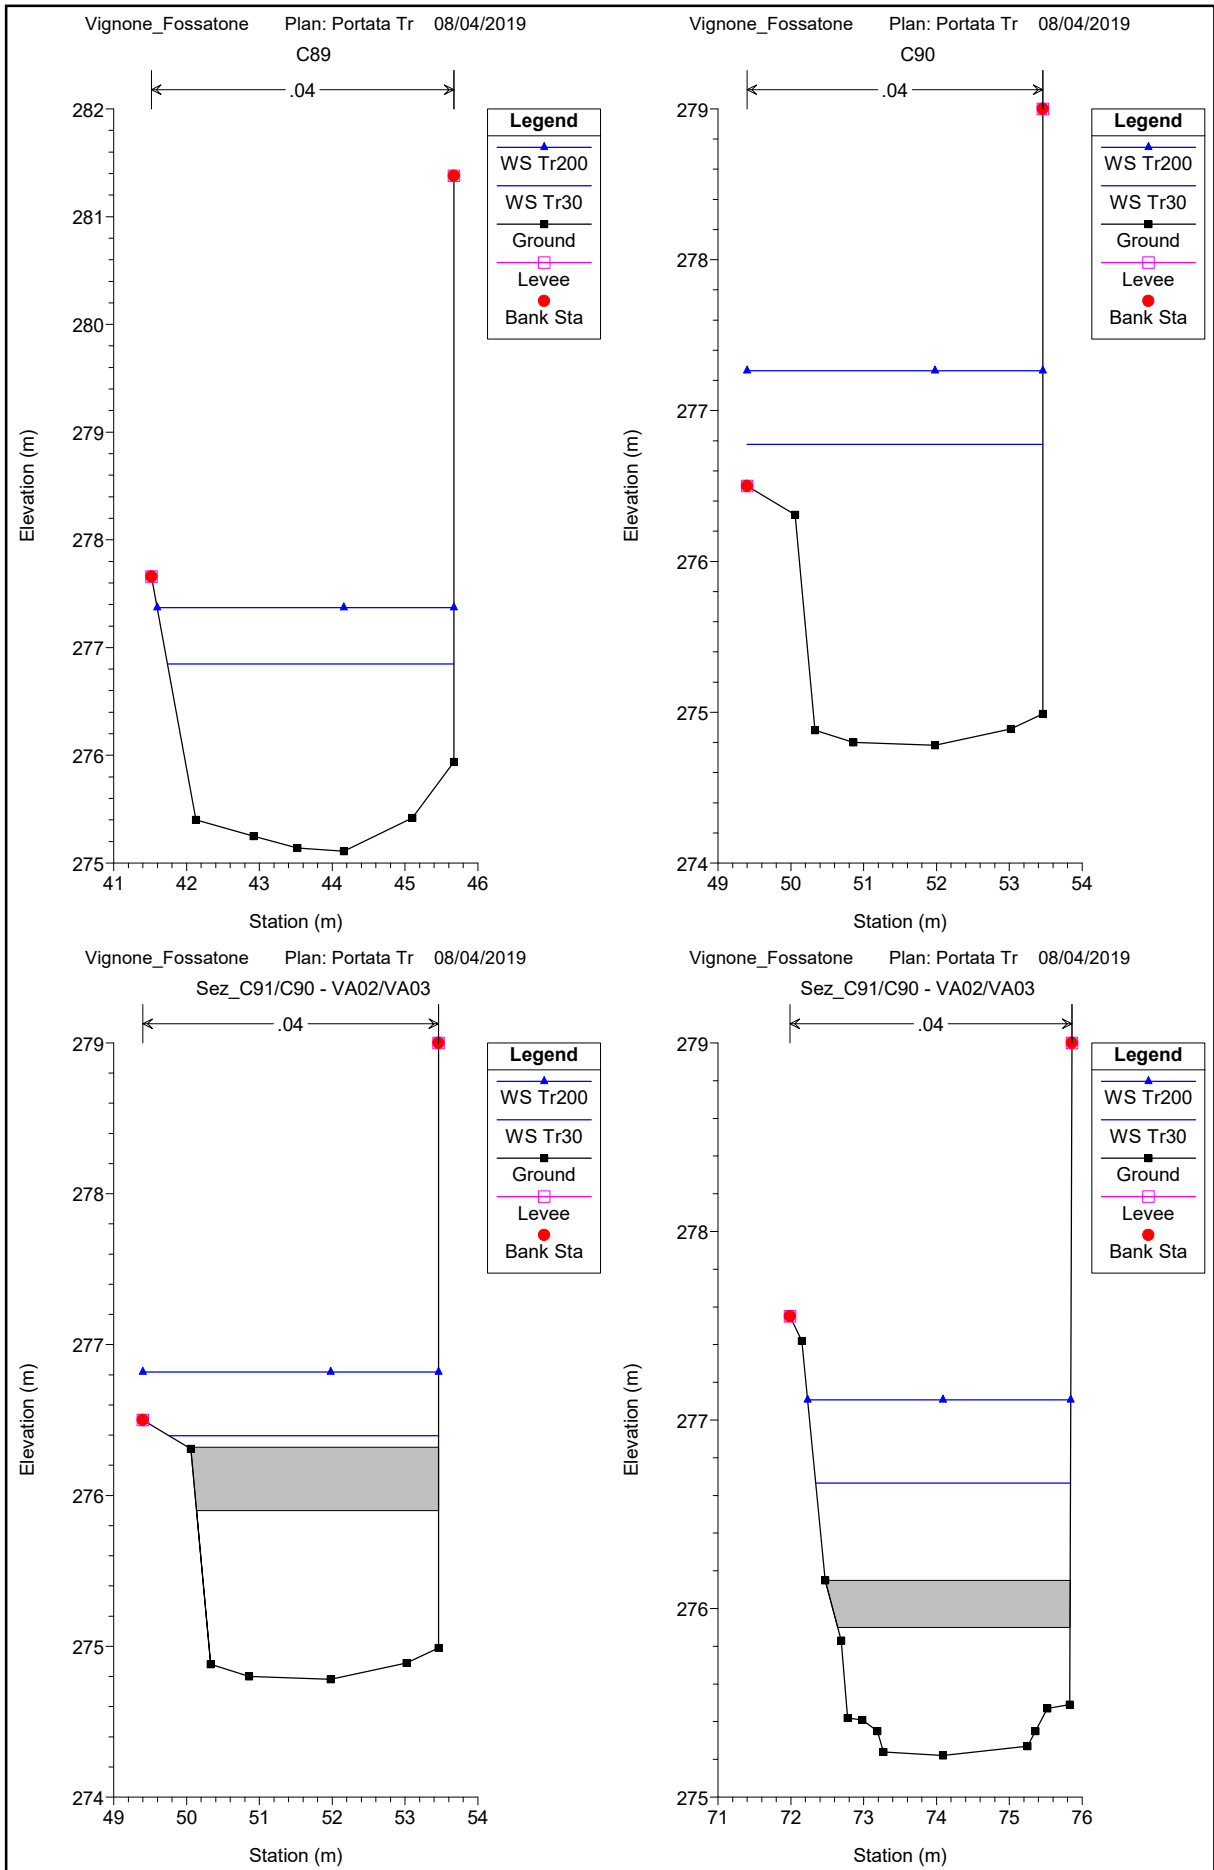 Vignone_Fossatone Plan: Portata Tr 08/04/2019
C89
.04
282
281
280
279
278
277
276
275
41 42 43 44 45 46
Elevation (m)
Station (m)
Legend
WS Tr200
WS Tr30
Ground
Levee
Bank Sta
Vignone_Fossatone Plan: Portata Tr 08/04/2019
C90
.04
279
278
277
276
275
274
49 50 51 52 53 54
Elevation (m)
Station (m)
Legend
WS Tr200
WS Tr30
Ground
Levee
Bank Sta
Vignone_Fossatone Plan: Portata Tr 08/04/2019
Sez_C91/C90 - VA02/VA03
.04
279
278
277
276
275
274
49 50 51 52 53 54
Elevation (m)
Station (m)
Legend
WS Tr200
WS Tr30
Ground
Levee
Bank Sta
Vignone_Fossatone Plan: Portata Tr 08/04/2019
Sez_C91/C90 - VA02/VA03
.04
279
278
277
276
275
71 72 73 74 75 76
Elevation (m)
Station (m)
Legend
WS Tr200
WS Tr30
Ground
Levee
Bank Sta